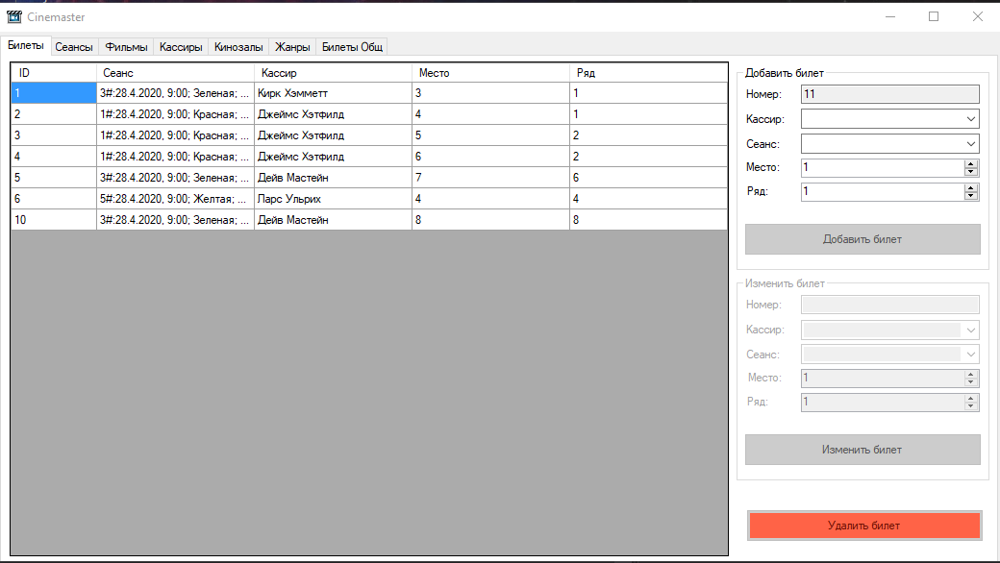 Cinemaster
Билеты Сеансы Фильмы Кассиры Кинозалы Жанры Билеты Общ
ID Сеанс Кассир Место Ряд
1 3#:28.4.2020, 9:00; Зеленая; ... Кирк Хэмметт 3 1
2 1#:28.4.2020, 9:00; Красная; ... Джеймс Хэтфилд 4 1
3 1#:28.4.2020, 9:00; Красная; ... Джеймс Хэтфилд 5 2
4 1#:28.4.2020, 9:00; Красная; ... Джеймс Хэтфилд 6 2
5 3#:28.4.2020, 9:00; Зеленая; ... Дейв Мастейн 7 6
6 5#:28.4.2020, 9:00; Желтая; ... Ларс Ульрих 4 4
10 3#:28.4.2020, 9:00; Зеленая; ... Дейв Мастейн 8 8
Добавить билет
Номер: 11
Кассир:
Сеанс:
Место: 1
Ряд: 1
Добавить билет
Изменить билет
Номер:
Кассир:
Сеанс:
Место: 1
Ряд: 1
Изменить билет
Удалить билет